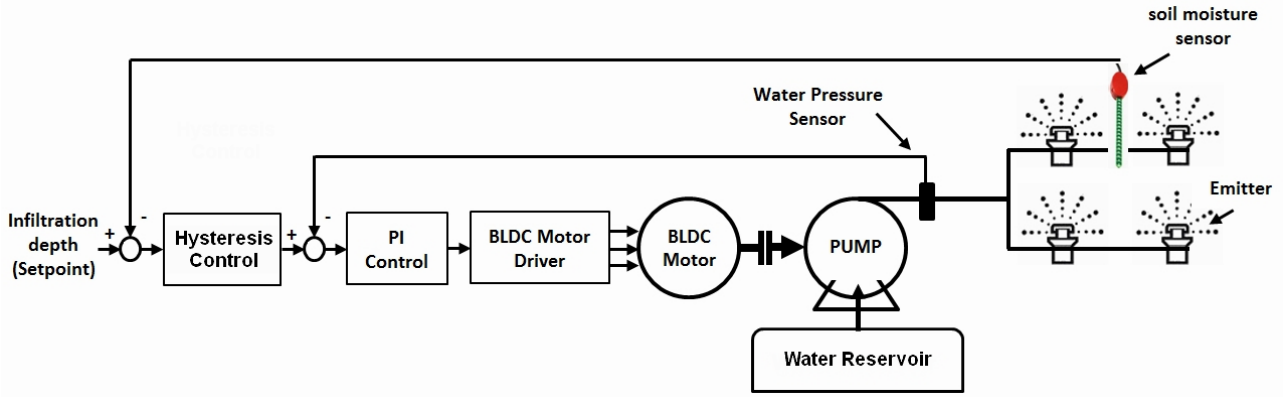 soil moisture
sensor
Water Pressure
Sensor
Emitter
Infiltration
depth
(Setpoint)
+
-
Hysteresis
Control
+
-
PI
Control
BLDC Motor
Driver
BLDC
Motor
PUMP
Water Reservoir